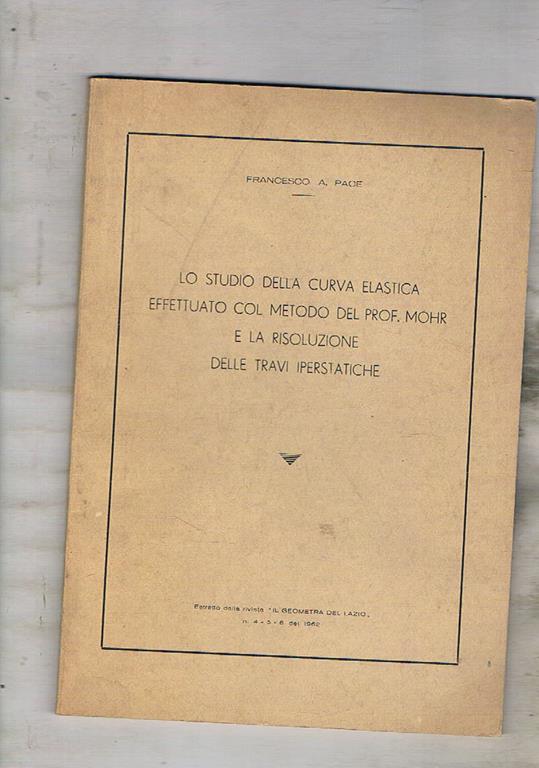 FRANCESCO A. PACE
LO STUDIO DELLA CURVA ELASTICA
EFFETTUATO COL METODO DEL PROF. MOHR
E LA RISOLUZIONE
DELLE TRAVI IPERSTATICHE
Estratto dalla rivista "IL GEOMETRA DEL LAZIO„
n. 4 - 5 - 6 del 1962